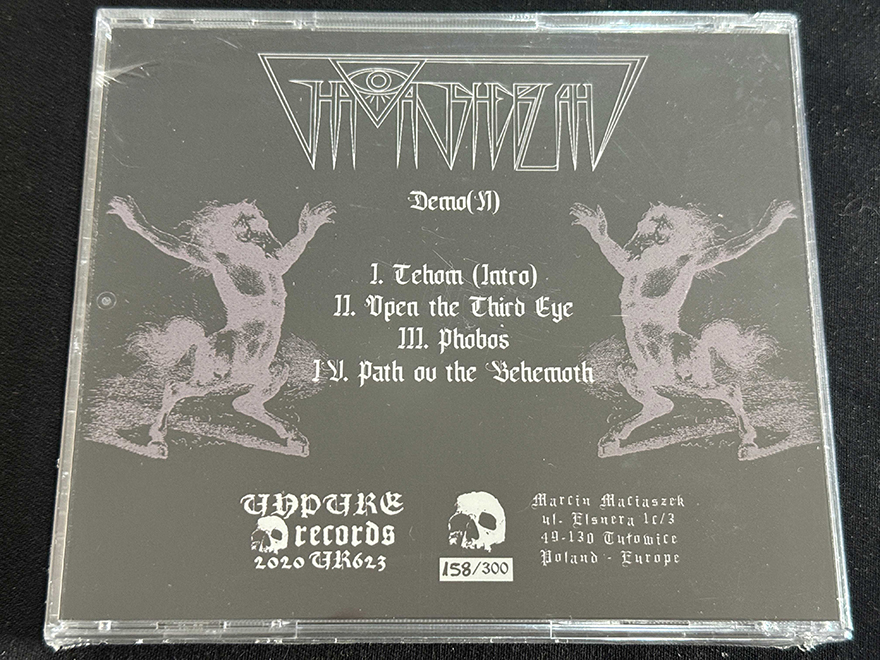 Demo(N)
I. Tehom (Intro)
II. Open the Third Eye
III. Phobos
IV. Path ov the Behemoth
UNPURE
records
2020 UR623
158/300
Marcin Maciaszek
ul. Elsnera 1c/3
49-130 Tułowice
Poland - Europe